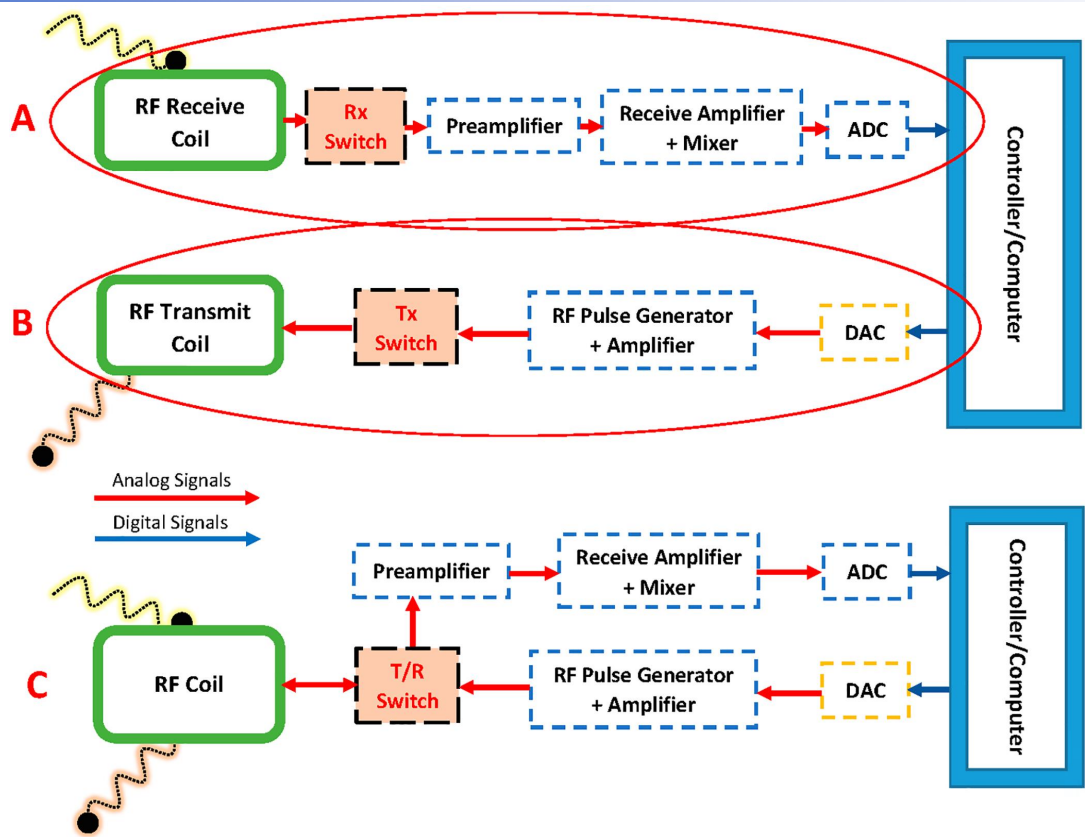 A
RF Receive
Coil
Rx
Switch
Preamplifier
Receive Amplifier
+ Mixer
ADC
Controller/Computer
B
RF Transmit
Coil
Tx
Switch
RF Pulse Generator
+ Amplifier
DAC
Analog Signals
Digital Signals
C
RF Coil
T/R
Switch
Preamplifier
Receive Amplifier
+ Mixer
ADC
RF Pulse Generator
+ Amplifier
DAC
Controller/Computer